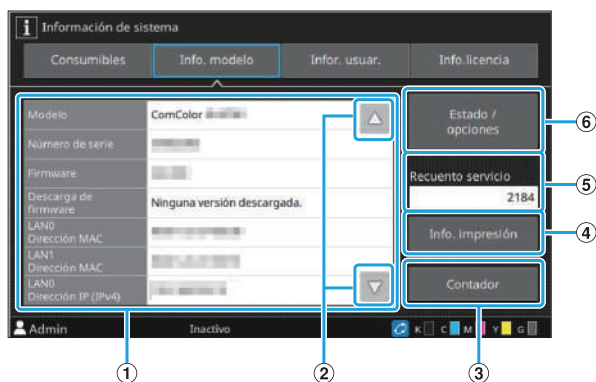 i Información de sistema
Consumibles Info. modelo Infor. usuar. Info.licencia
Modelo ComColor
Número de serie
Firmware
Descarga de
firmware Ninguna versión descargada.
LAN0
Dirección MAC
LAN1
Dirección MAC
LAN0
Dirección IP (IPv4)
Estado /
opciones
Recuento servicio
2184
Info. impresión
Contador
Admin Inactivo K C M Y G
6
5
4
1 2 3